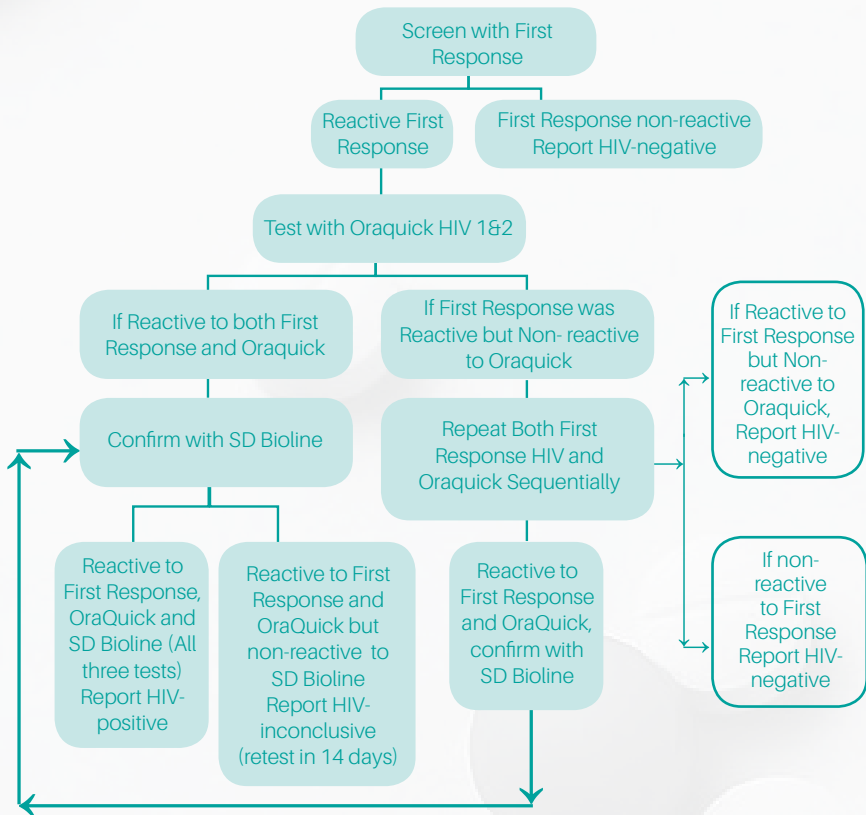 Screen with First
Response
Reactive First
Response
First Response non-reactive
Report HIV-negative
Test with Oraquick HIV 1&2
If Reactive to both First
Response and Oraquick
If First Response was
Reactive but Non- reactive
to Oraquick
If Reactive to
First Response
but Non-
reactive to
Oraquick,
Report HIV-
negative
Confirm with SD Bioline
Repeat Both First
Response HIV and
Oraquick Sequentially
Reactive to
First Response,
OraQuick and
SD Bioline (All
three tests)
Report HIV-
positive
Reactive to First
Response and
OraQuick but
non-reactive to
SD Bioline
Report HIV-
inconclusive
(retest in 14 days)
Reactive to
First Response
and OraQuick,
confirm with
SD Bioline
If non-
reactive
to First
Response
Report HIV-
negative